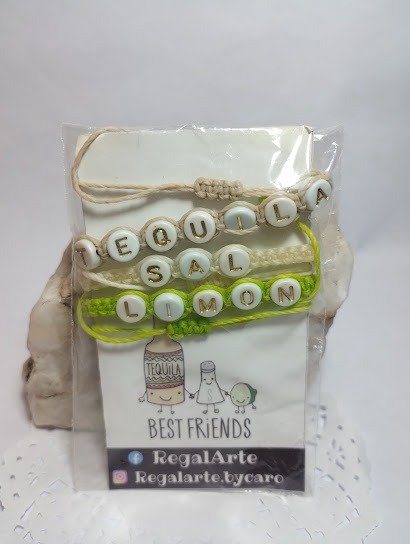 TEQUILA
SAL
LIMON
TEQUILA
BEST FRiENDS
RegalArte
Regalarte.bycaro